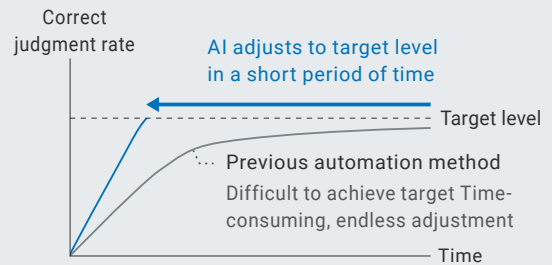 Correct
judgment rate
AI adjusts to target level
in a short period of time
Target level
Previous automation method
Difficult to achieve target Time-
consuming, endless adjustment
Time